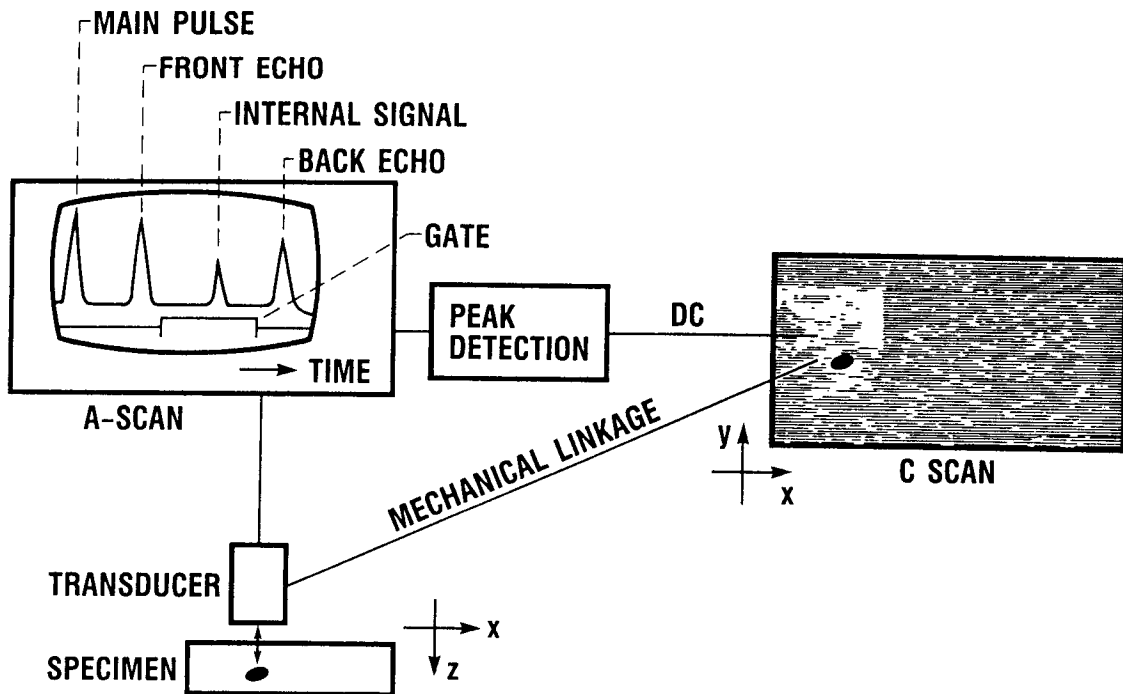 MAIN PULSE
FRONT ECHO
INTERNAL SIGNAL
BACK ECHO
GATE
TIME
A-SCAN
PEAK
DETECTION
DC
MECHANICAL LINKAGE
y
x
C SCAN
TRANSDUCER
x
z
SPECIMEN